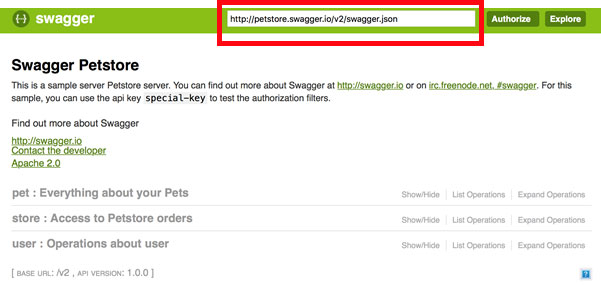 swagger http://petstore.swagger.io/v2/swagger.json Authorize Explore
Swagger Petstore
This is a sample server Petstore server. You can find out more about Swagger at http://swagger.io or on irc.freenode.net, #swagger. For this
sample, you can use the api key special-key to test the authorization filters.
Find out more about Swagger
http://swagger.io
Contact the developer
Apache 2.0
pet : Everything about your Pets Show/Hide List Operations Expand Operations
store : Access to Petstore orders Show/Hide List Operations Expand Operations
user : Operations about user Show/Hide List Operations Expand Operations
[ BASE URL: /v2 , API VERSION: 1.0.0 ] ?